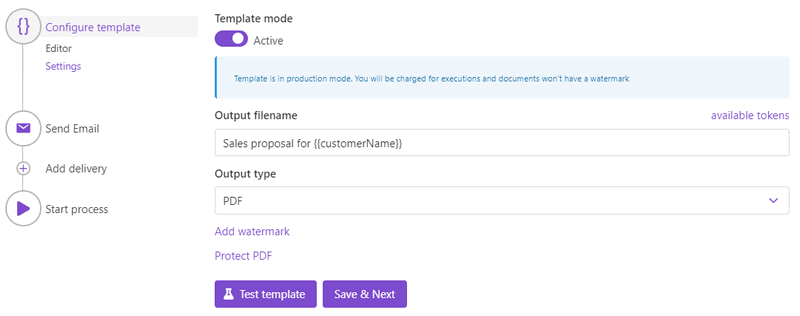 {}
Configure template
Editor
Settings
Send Email
Add delivery
Start process
Template mode
Active
Template is in production mode. You will be charged for executions and documents won't have a watermark
Output filename
available tokens
Sales proposal for {{customerName}}
Output type
PDF
Add watermark
Protect PDF
Test template
Save & Next